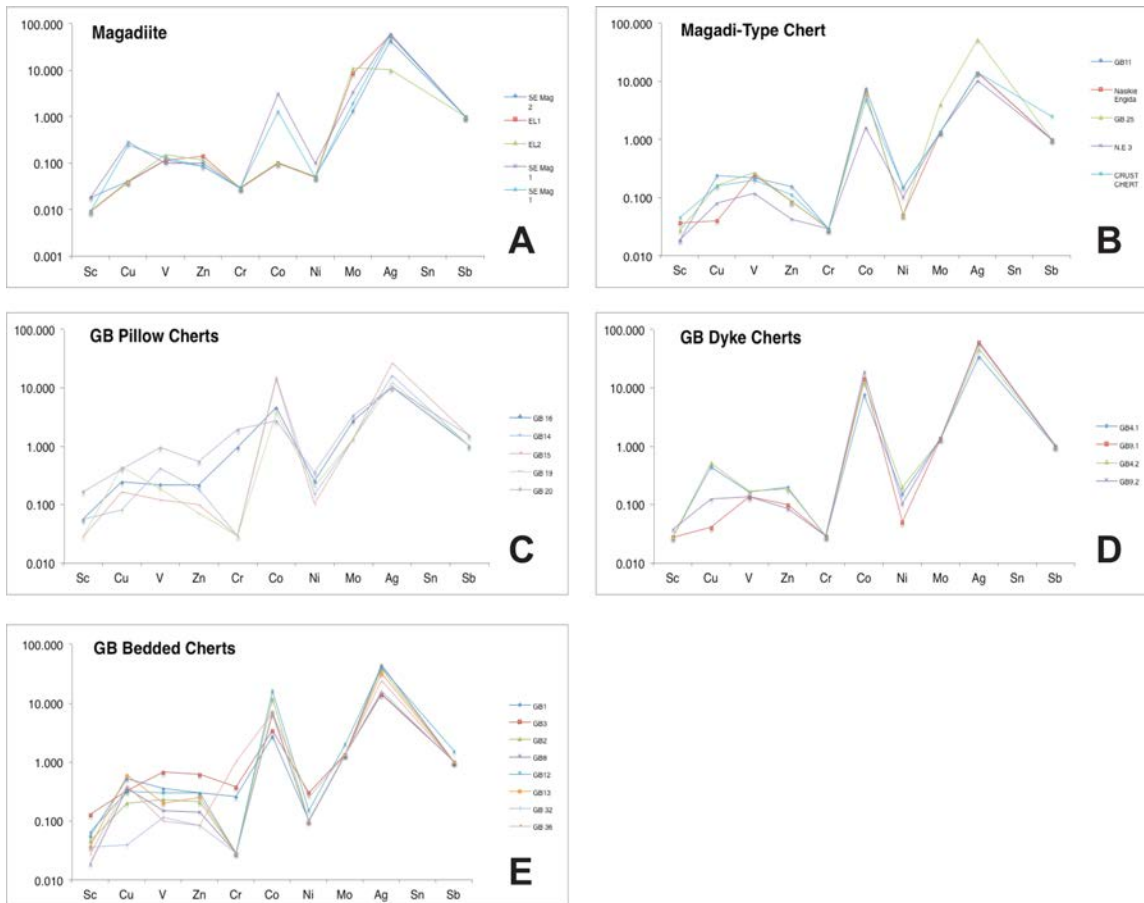 Magadiite
100.000
10.000
1.000
0.100
0.010
0.001
Sc Cu V Zn Cr Co Ni Mo Ag Sn Sb
SE Mag
2
EL1
EL2
SE Mag
1
SE Mag
1
A
Magadi-Type Chert
100.000
10.000
1.000
0.100
0.010
Sc Cu V Zn Cr Co Ni Mo Ag Sn Sb
GB11
Nasikie
Engida
GB 25
N.E 3
CRUST
CHERT
B
GB Pillow Cherts
100.000
10.000
1.000
0.100
0.010
Sc Cu V Zn Cr Co Ni Mo Ag Sn Sb
GB 16
GB14
GB15
GB 19
GB 20
C
GB Dyke Cherts
100.000
10.000
1.000
0.100
0.010
Sc Cu V Zn Cr Co Ni Mo Ag Sn Sb
GB4.1
GB9.1
GB4.2
GB9.2
D
GB Bedded Cherts
100.000
10.000
1.000
0.100
0.010
Sc Cu V Zn Cr Co Ni Mo Ag Sn Sb
GB1
GB3
GB2
GB8
GB12
GB13
GB 32
GB 36
E